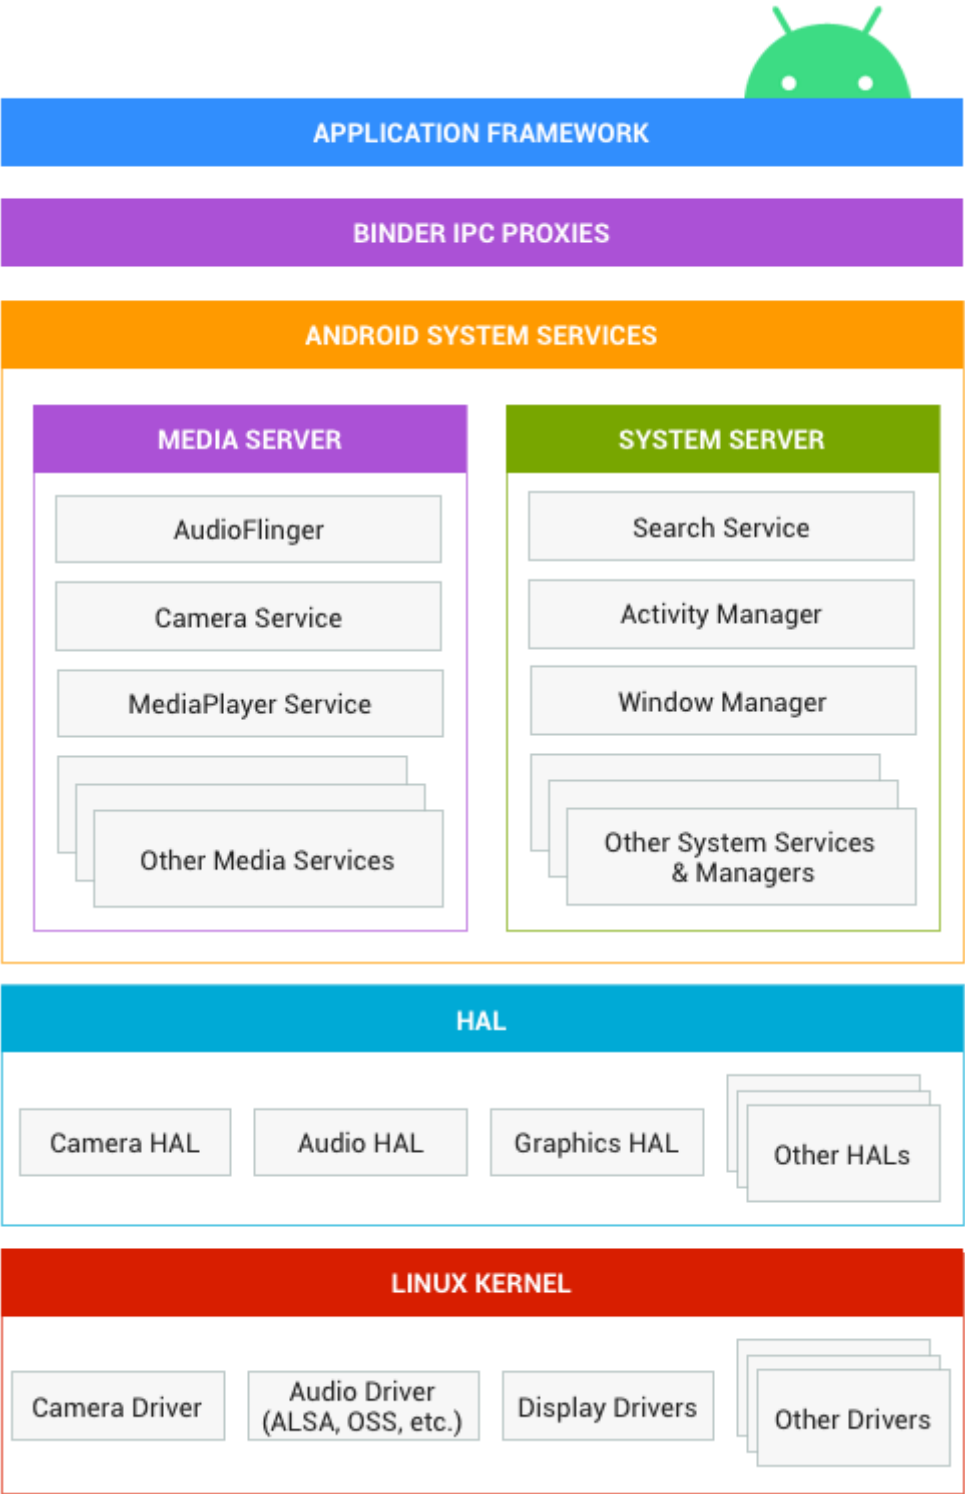 APPLICATION FRAMEWORK
BINDER IPC PROXIES
ANDROID SYSTEM SERVICES
MEDIA SERVER
AudioFlinger
Camera Service
MediaPlayer Service
Other Media Services
SYSTEM SERVER
Search Service
Activity Manager
Window Manager
Other System Services
& Managers
HAL
Camera HAL
Audio HAL
Graphics HAL
Other HALs
LINUX KERNEL
Camera Driver
Audio Driver
(ALSA, OSS, etc.)
Display Drivers
Other Drivers